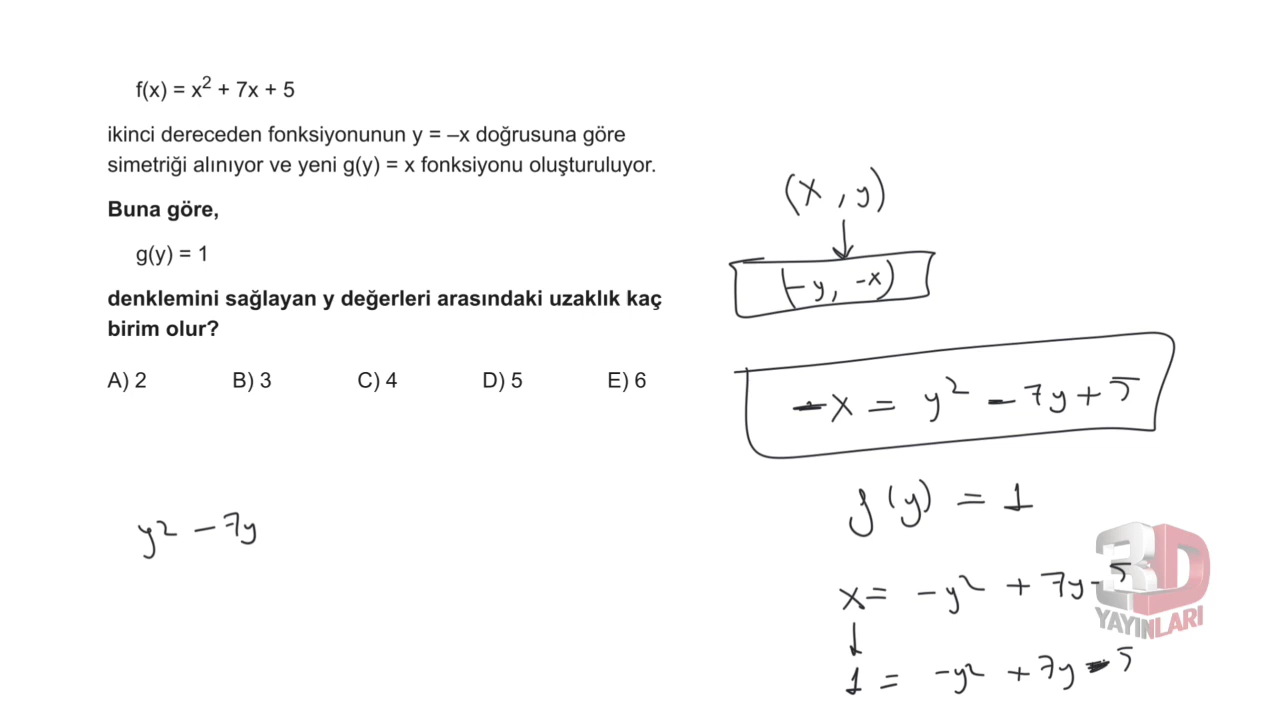 f(x) = x² + 7x + 5
ikinci dereceden fonksiyonunun y = –x doğrusuna göre
simetriği alınıyor ve yeni g(y) = x fonksiyonu oluşturuluyor.
Buna göre,
g(y) = 1
denklemini sağlayan y değerleri arasındaki uzaklık kaç
birim olur?
A) 2 B) 3 C) 4 D) 5 E) 6
y² - 7y
(x, y)
(-y, -x)
-x = y² - 7y + 5
g(y) = 1
x = -y² + 7y - 5
1 = -y² + 7y - 5
3D
YAYINLARI